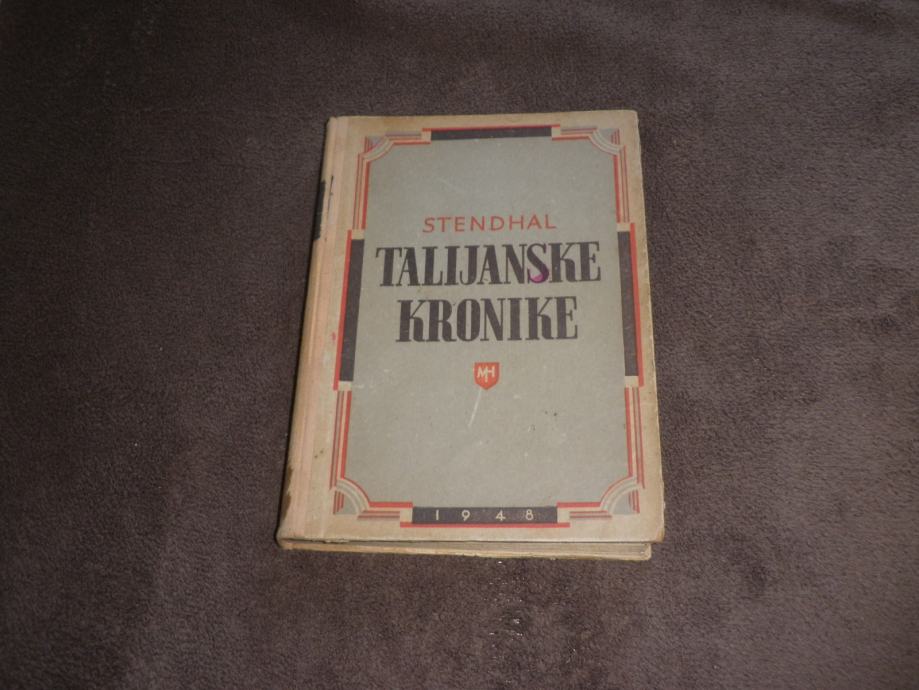 STENDHAL
TALIJANSKE
KRONIKE
MH
1948